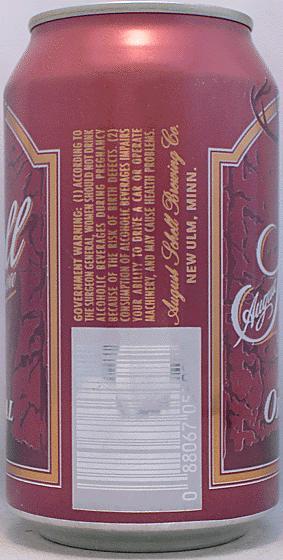 GOVERNMENT WARNING: (1) ACCORDING TO
THE SURGEON GENERAL, WOMEN SHOULD NOT DRINK
ALCOHOLIC BEVERAGES DURING PREGNANCY
BECAUSE OF THE RISK OF BIRTH DEFECTS. (2)
CONSUMPTION OF ALCOHOLIC BEVERAGES IMPAIRS
YOUR ABILITY TO DRIVE A CAR OR OPERATE
MACHINERY, AND MAY CAUSE HEALTH PROBLEMS.
August Schell Brewing Co.
NEW ULM, MINN.
0 88067 05